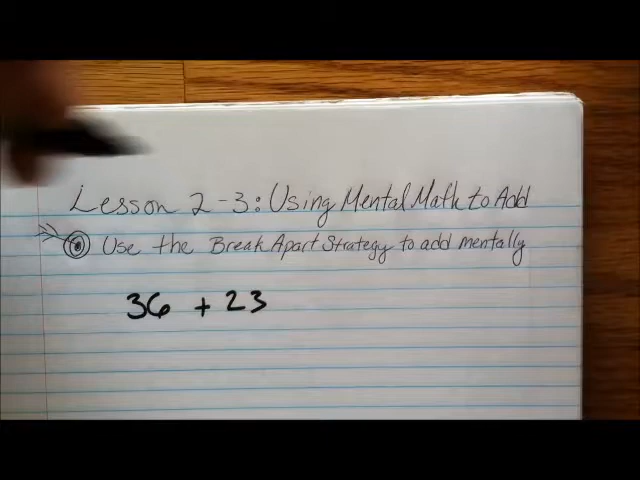 Lesson 2-3: Using Mental Math to Add
Use the Break Apart Strategy to add mentally
36 + 23